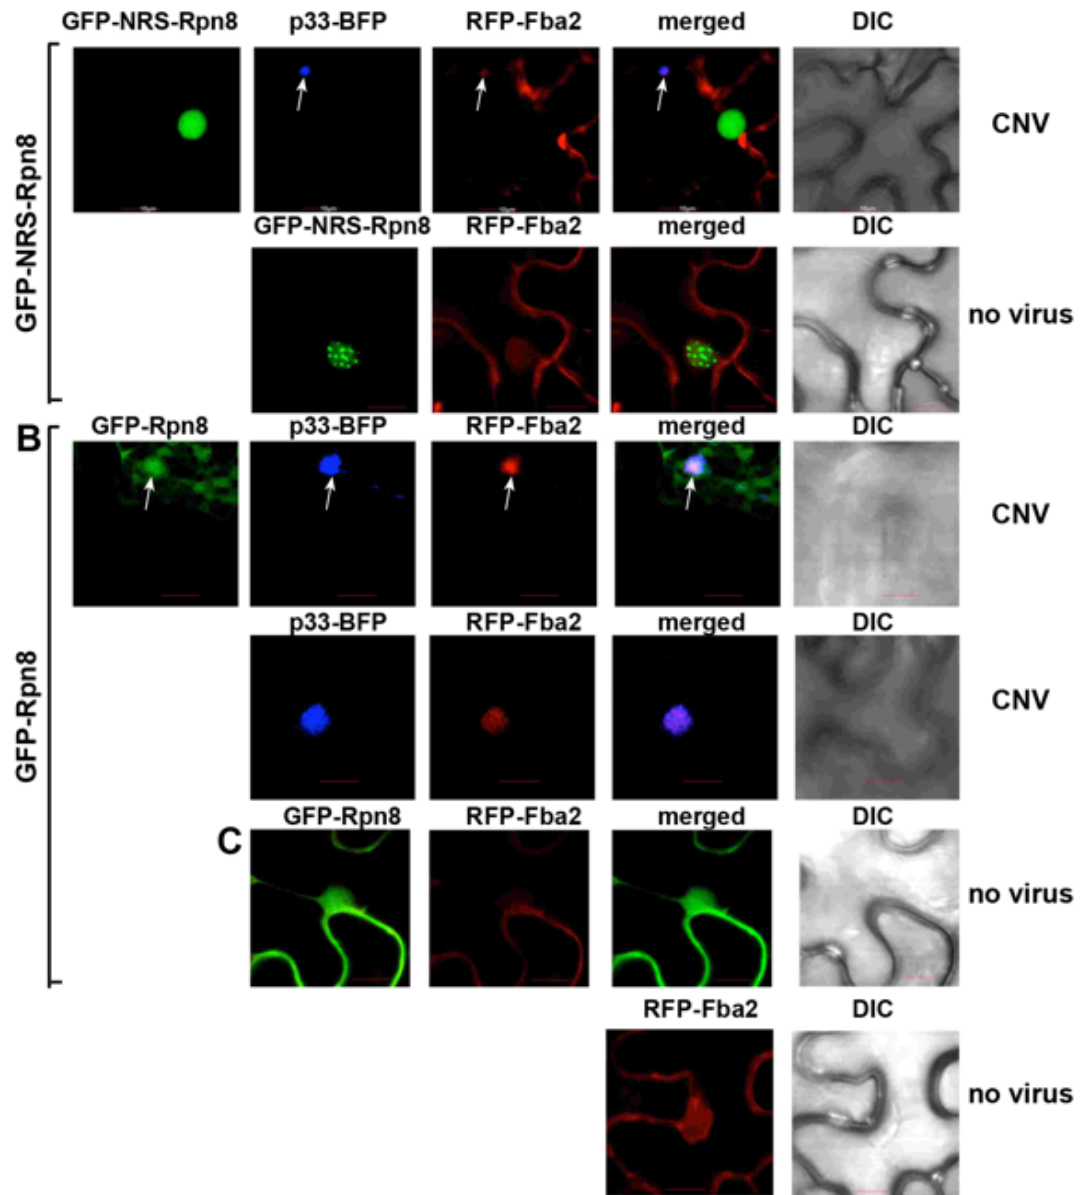 GFP-NRS-Rpn8 p33-BFP RFP-Fba2 merged DIC
GFP-NRS-Rpn8
CNV
GFP-NRS-Rpn8 RFP-Fba2 merged DIC
no virus
B
GFP-Rpn8 p33-BFP RFP-Fba2 merged DIC
CNV
GFP-Rpn8
p33-BFP RFP-Fba2 merged DIC
CNV
C
GFP-Rpn8 RFP-Fba2 merged DIC
no virus
RFP-Fba2 DIC
no virus